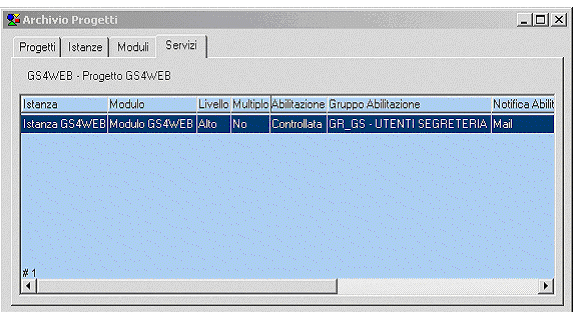 Archivio Progetti
Progetti Istanze Moduli Servizi
GS4WEB - Progetto GS4WEB
Istanza Modulo Livello Multiplo Abilitazione Gruppo Abilitazione Notifica Abilit
Istanza GS4WEB Modulo GS4WEB Alto No Controllata GR_GS - UTENTI SEGRETERIA Mail
# 1